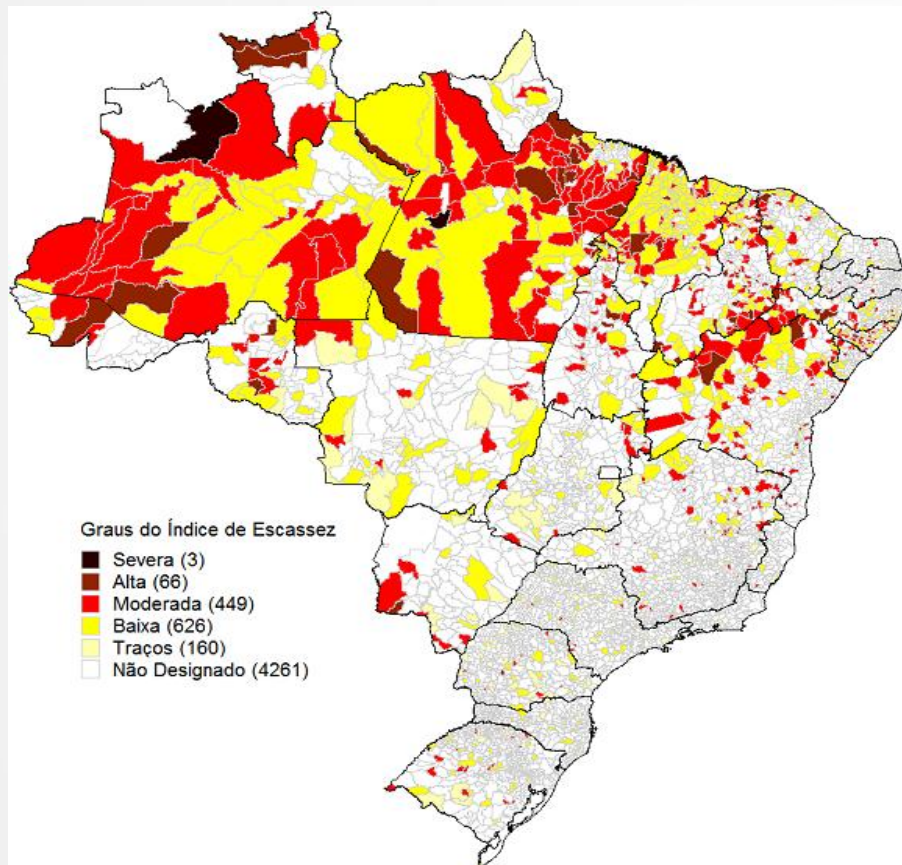 Graus do Índice de Escassez
Severa (3)
Alta (66)
Moderada (449)
Baixa (626)
Traços (160)
Não Designado (4261)